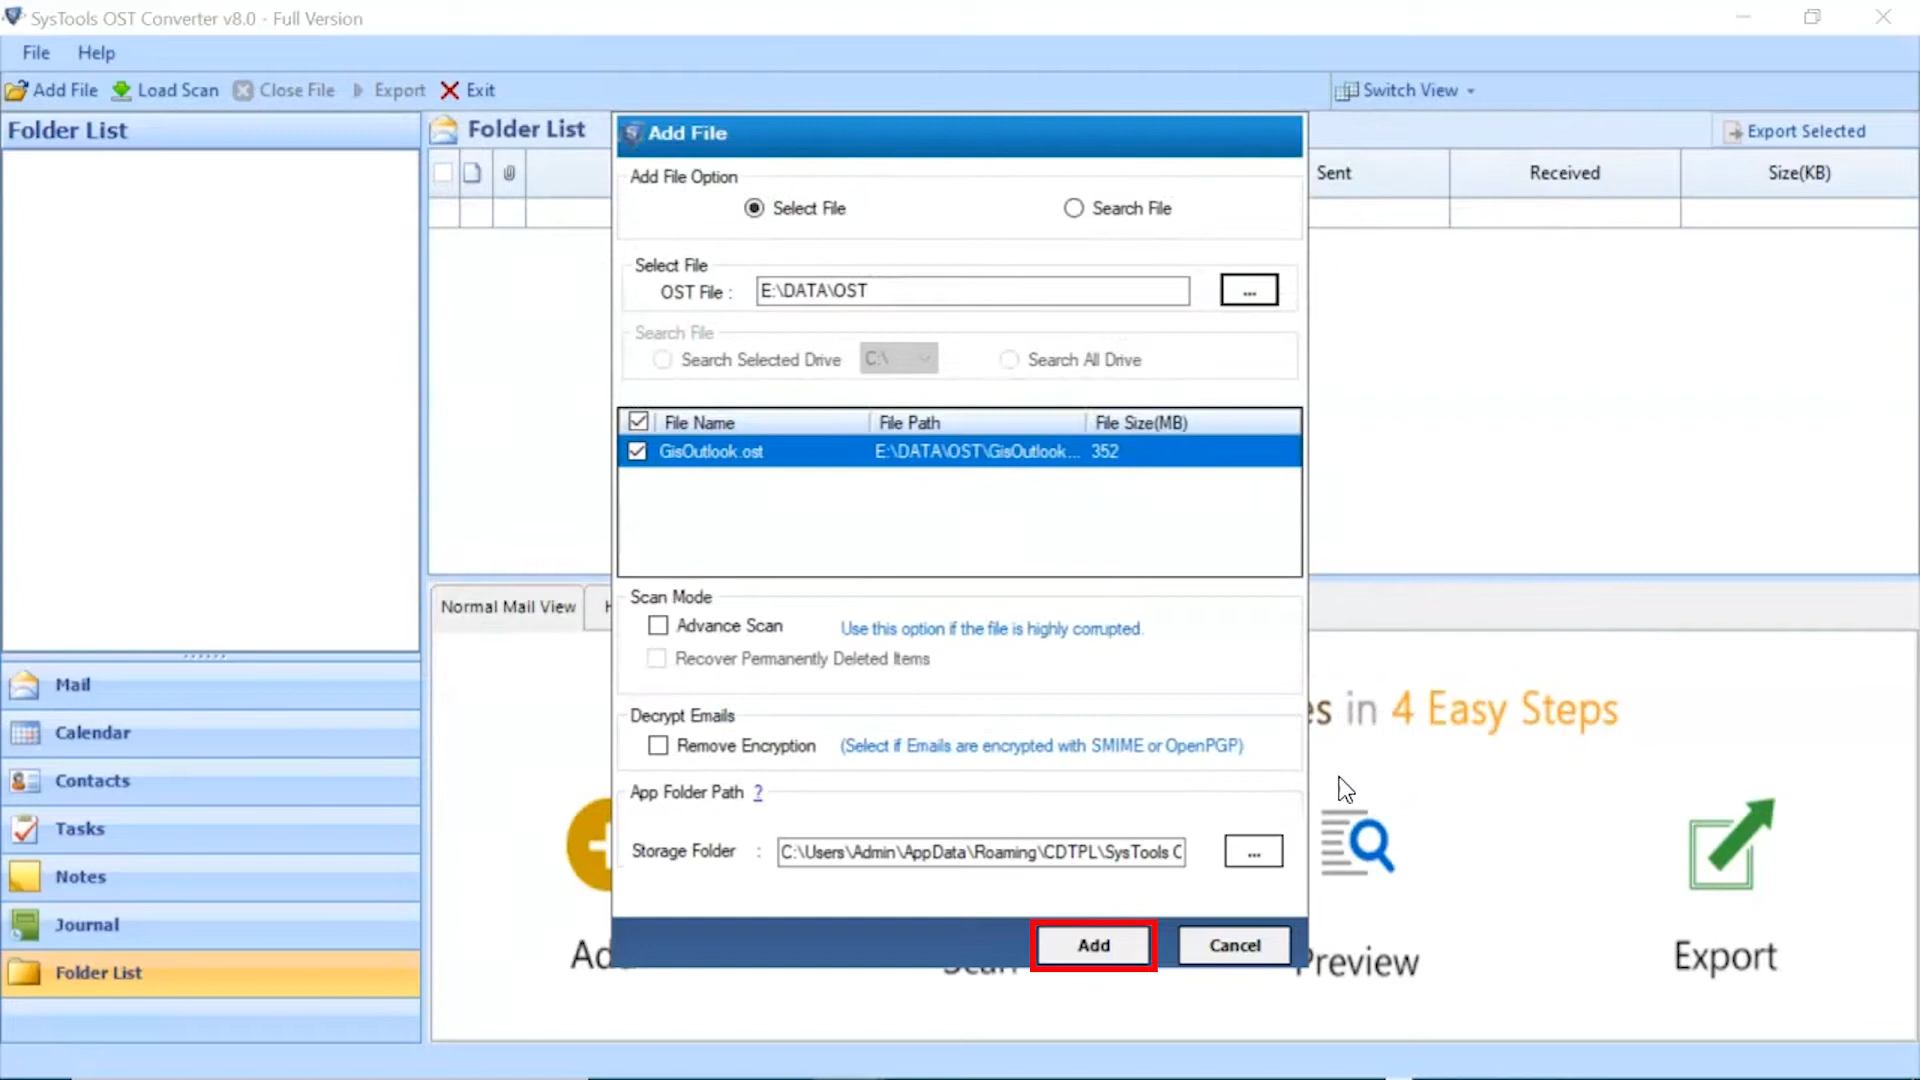 SysTools OST Converter v8.0 - Full Version
File Help
Add File Load Scan Close File Export Exit Switch View
Folder List
Folder List
Export Selected
Sent Received Size(KB)
Add File
Add File Option
Select File Search File
Select File
OST File : E:\DATA\OST ...
Search File
Search Selected Drive C:\ Search All Drive
File Name File Path File Size(MB)
GisOutlook.ost E:\DATA\OST\GisOutlook... 352
Scan Mode
Advance Scan Use this option if the file is highly corrupted.
Recover Permanently Deleted Items
Decrypt Emails
Remove Encryption (Select if Emails are encrypted with SMIME or OpenPGP)
App Folder Path ?
Storage Folder : C:\Users\Admin\AppData\Roaming\CDTPL\SysTools C ...
Add Cancel
Normal Mail View
es in 4 Easy Steps
Ad Preview Export
Mail
Calendar
Contacts
Tasks
Notes
Journal
Folder List